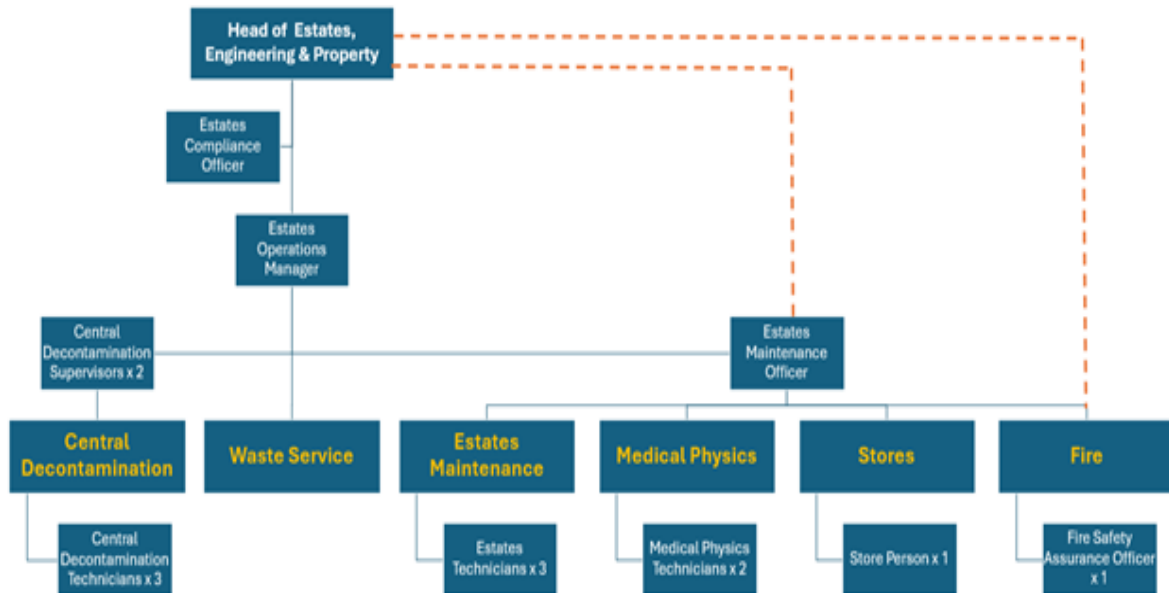 Head of Estates,
Engineering & Property
Estates
Compliance
Officer
Estates
Operations
Manager
Central
Decontamination
Supervisors x 2
Estates
Maintenance
Officer
Central
Decontamination
Waste Service
Estates
Maintenance
Medical Physics
Stores
Fire
Central
Decontamination
Technicians x 3
Estates
Technicians x 3
Medical Physics
Technicians x 2
Store Person x 1
Fire Safety
Assurance Officer
x 1